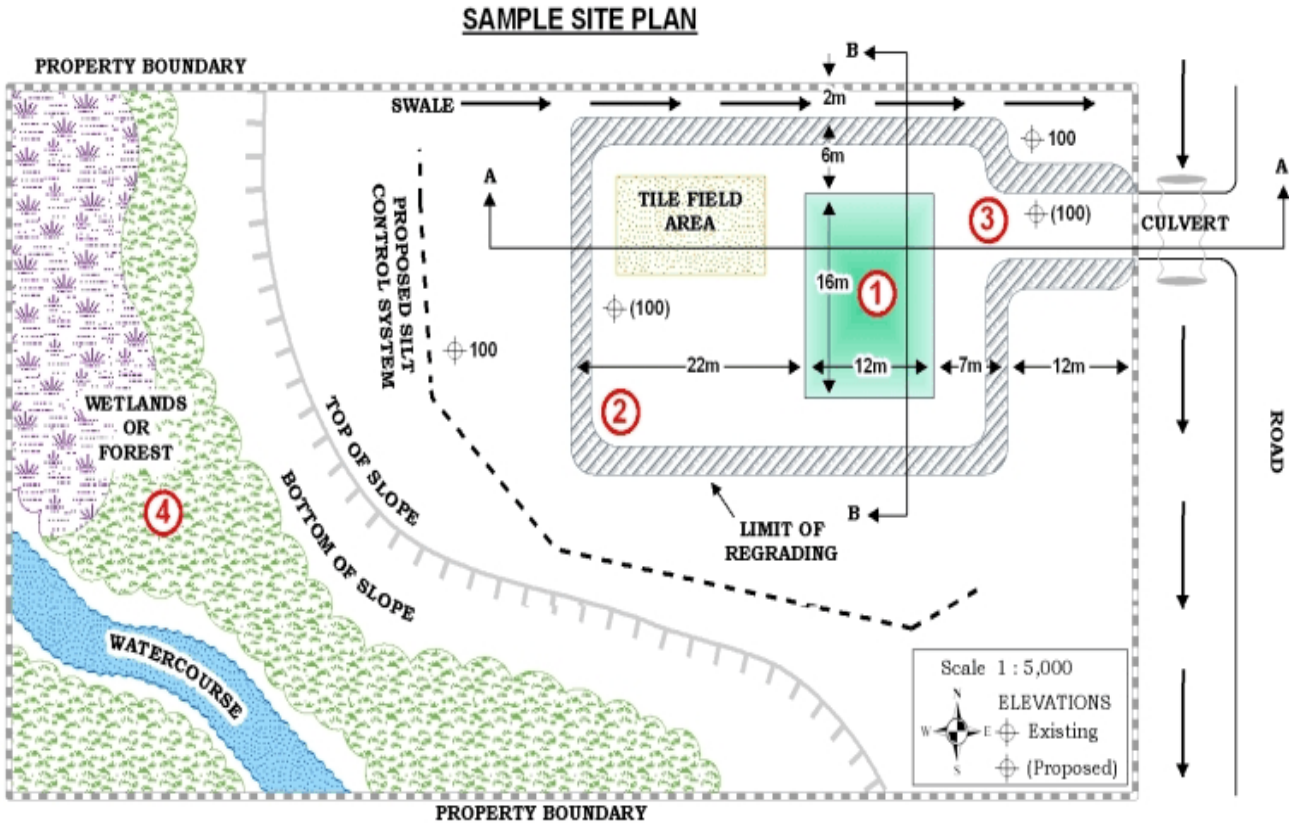 SAMPLE SITE PLAN
PROPERTY BOUNDARY
B
SWALE
2m
100
6m
A
A
TILE FIELD
AREA
3
(100)
CULVERT
PROPOSED SILT
CONTROL SYSTEM
16m
1
(100)
100
22m
12m
7m
12m
WETLANDS
OR
FOREST
2
TOP OF SLOPE
ROAD
BOTTOM OF SLOPE
4
B
LIMIT OF
REGRADING
WATERCOURSE
Scale 1 : 5,000
N
ELEVATIONS
W
E
Existing
S
(Proposed)
PROPERTY BOUNDARY